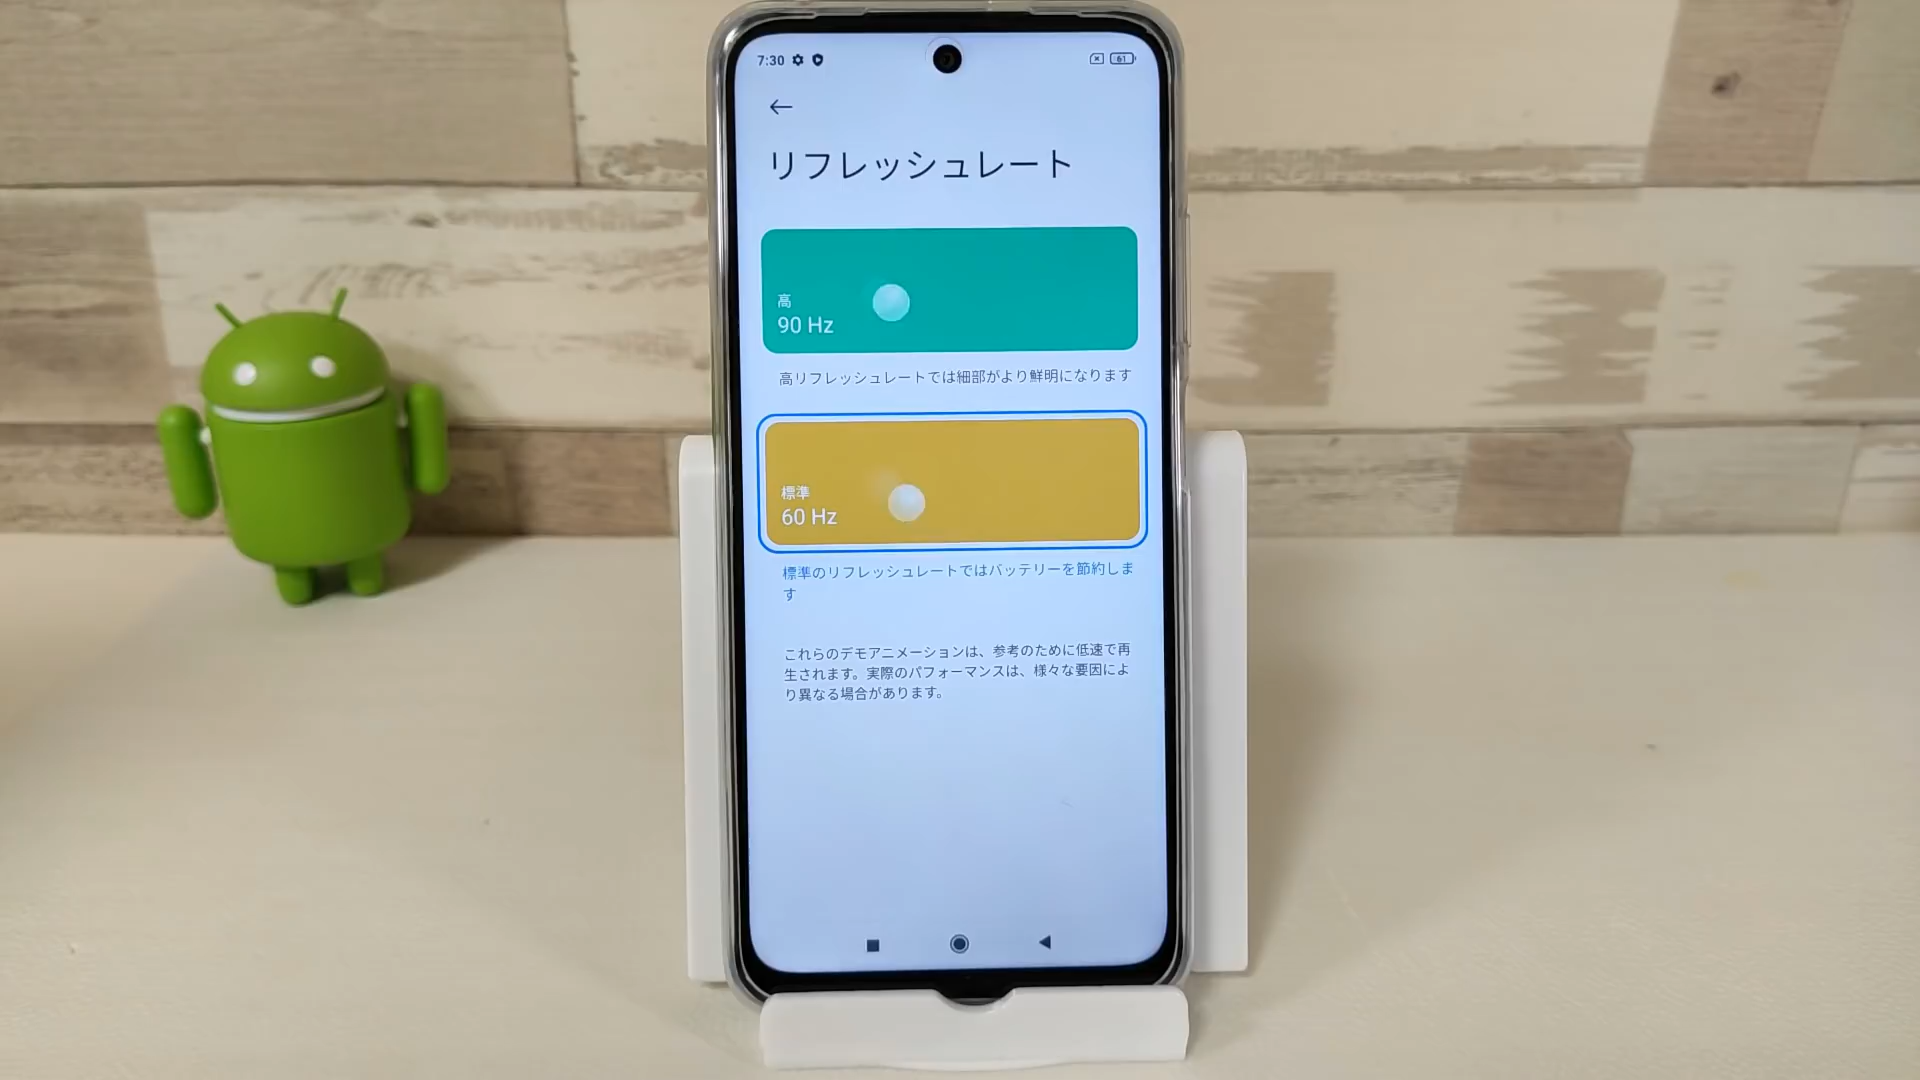 7:30
61
リフレッシュレート
高
90 Hz
高リフレッシュレートでは細部がより鮮明になります
標準
60 Hz
標準のリフレッシュレートではバッテリーを節約しま
す
これらのデモアニメーションは、参考のために低速で再
生されます。実際のパフォーマンスは、様々な要因によ
り異なる場合があります。